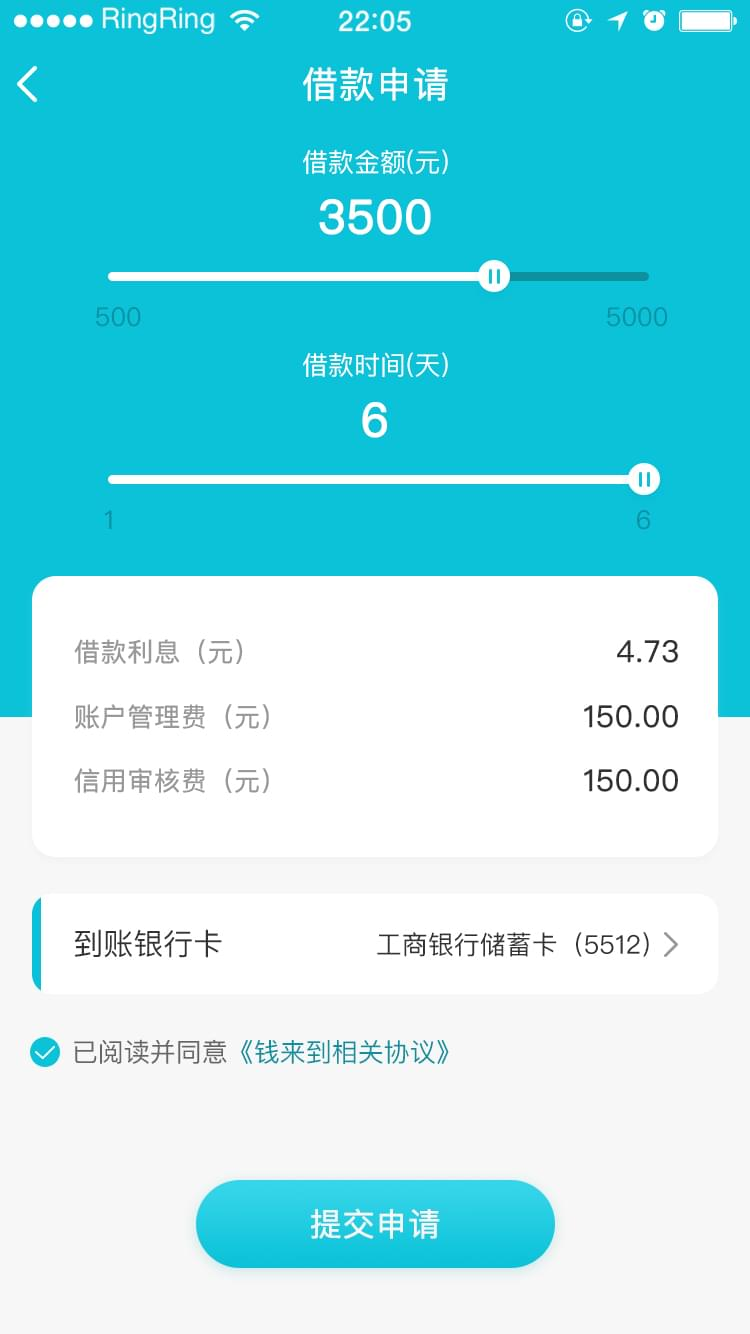 RingRing 22:05
借款申请
借款金额(元)
3500
500 5000
借款时间(天)
6
1 6
借款利息（元） 4.73
账户管理费（元） 150.00
信用审核费（元） 150.00
到账银行卡 工商银行储蓄卡（5512）
已阅读并同意《钱来到相关协议》
提交申请